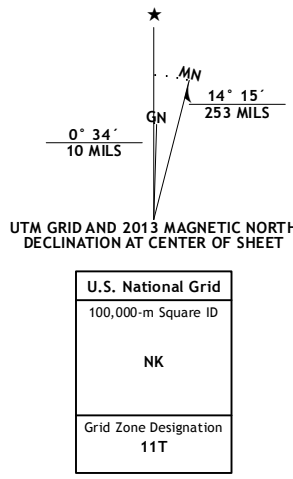 ★
MN
GN
14° 15´
253 MILS
0° 34´
10 MILS
UTM GRID AND 2013 MAGNETIC NORTH
DECLINATION AT CENTER OF SHEET
U.S. National Grid
100,000-m Square ID
NK
Grid Zone Designation
11T